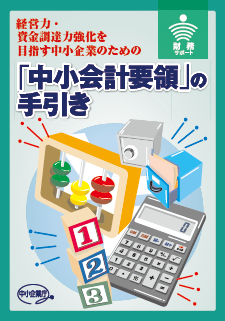 経営力・
資金調達力強化を
目指す中小企業のための
財務
サポート
「中小会計要領」の
手引き
1
2
3
中小企業庁